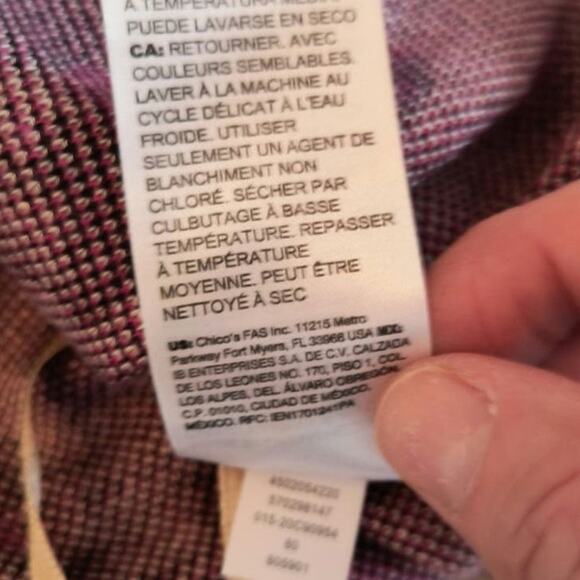 A TEMPERATURA MEDIA.
PUEDE LAVARSE EN SECO
CA: RETOURNER. AVEC
COULEURS SEMBLABLES.
LAVER À LA MACHINE AU
CYCLE DÉLICAT À L'EAU
FROIDE. UTILISER
SEULEMENT UN AGENT DE
BLANCHIMENT NON
CHLORÉ. SÉCHER PAR
CULBUTAGE À BASSE
TEMPÉRATURE. REPASSER
À TEMPÉRATURE
MOYENNE. PEUT ÊTRE
NETTOYÉ À SEC
US: Chico's FAS Inc. 11215 Metro
Parkway Fort Myers, FL 33966 USA MX:
IB ENTERPRISES S.A. DE C.V. CALZADA
DE LOS LEONES NO. 170, PISO 1, COL.
LOS ALPES, DEL. ÁLVARO OBREGÓN,
C.P. 01010, CIUDAD DE MÉXICO,
MÉXICO. RFC: IEN1701241PA
4502054220
570298147
015 20C90954